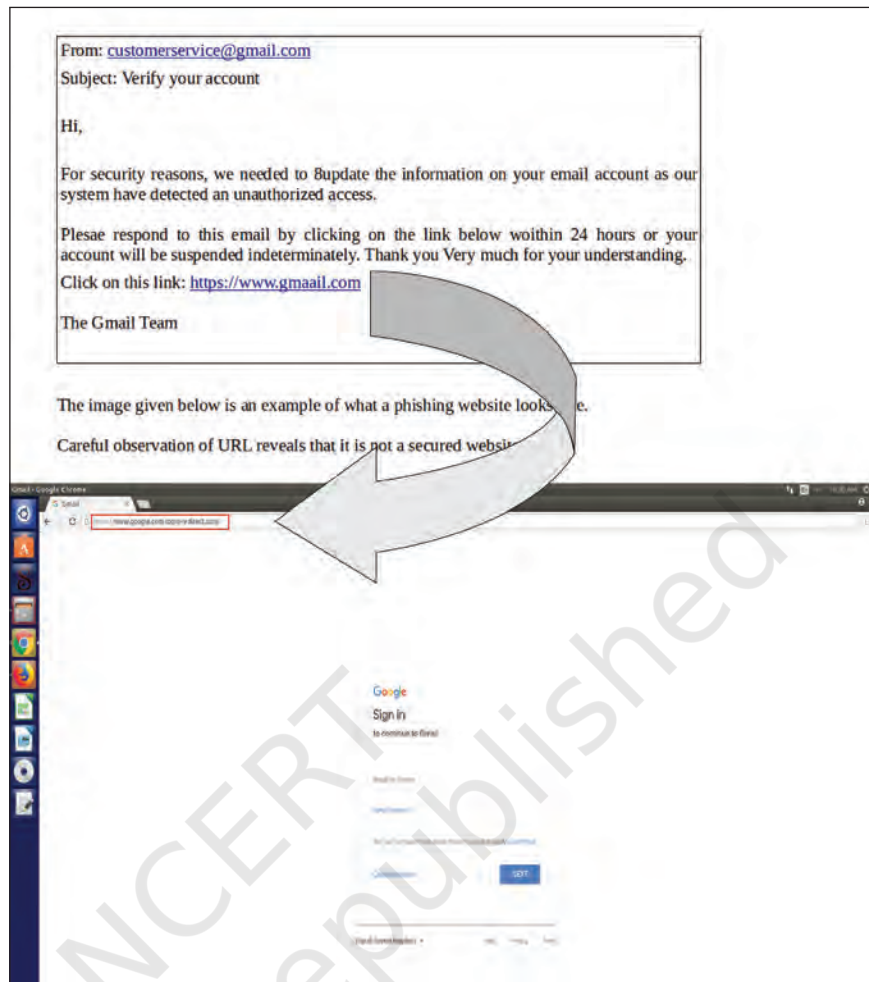 From: customerservice@gmail.com
Subject: Verify your account
Hi,
For security reasons, we needed to 8update the information on your email account as our
system have detected an unauthorized access.
Plesae respond to this email by clicking on the link below woithin 24 hours or your
account will be suspended indeterminately. Thank you Very much for your understanding.
Click on this link: https://www.gmaail.com
The Gmail Team
The image given below is an example of what a phishing website looks
Careful observation of URL reveals that it is not a secured website
Gmail - Google Chrome
Gmail
Google
Sign in
to continue to Gmail
NEXT
NCERT
republished